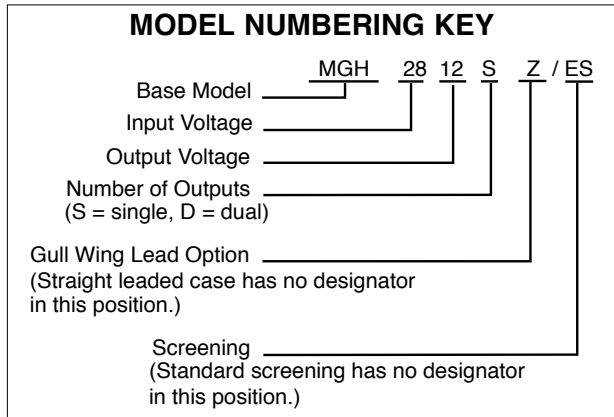 MODEL NUMBERING KEY
MGH 28 12 S Z / ES
Base Model
Input Voltage
Output Voltage
Number of Outputs
(S = single, D = dual)
Gull Wing Lead Option
(Straight leaded case has no designator
in this position.)
Screening
(Standard screening has no designator
in this position.)